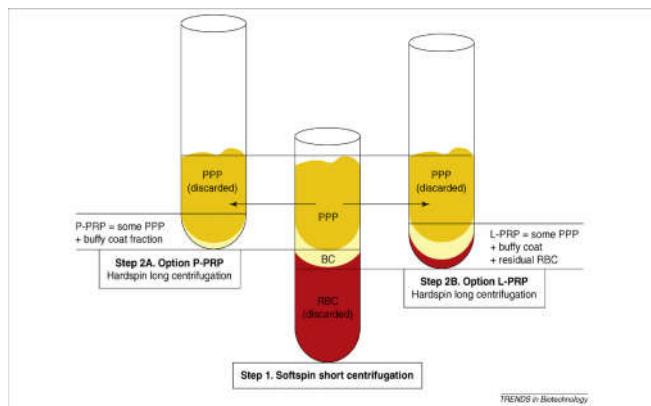 PPP
(discarded)
P-PRP = some PPP
+ buffy coat fraction
Step 2A. Option P-PRP
Hardspin long centrifugation
PPP
BC
RBC
(discarded)
Step 1. Softspin short centrifugation
PPP
(discarded)
L-PRP = some PPP
+ buffy coat
+ residual RBC
Step 2B. Option L-PRP
Hardspin long centrifugation
TRENDS in Biotechnology